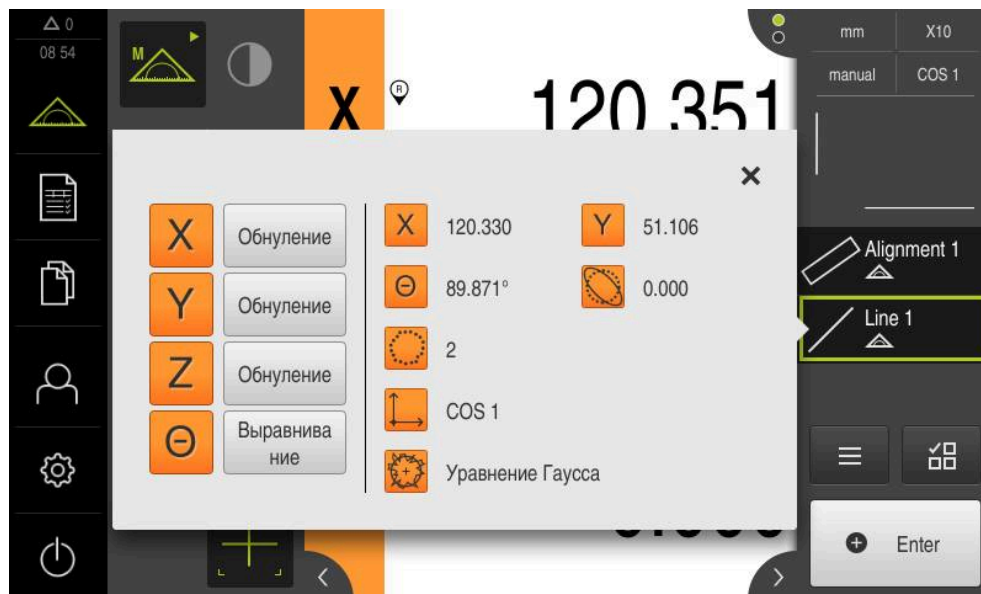 0
08 54
M
X
R
120.351
mm
X10
manual
COS 1
X
Обнуление
Y
Обнуление
Z
Обнуление
Θ
Выравнива
ние
X
120.330
Y
51.106
Θ
89.871°
0.000
2
COS 1
Уравнение Гаусса
Alignment 1
Line 1
Enter